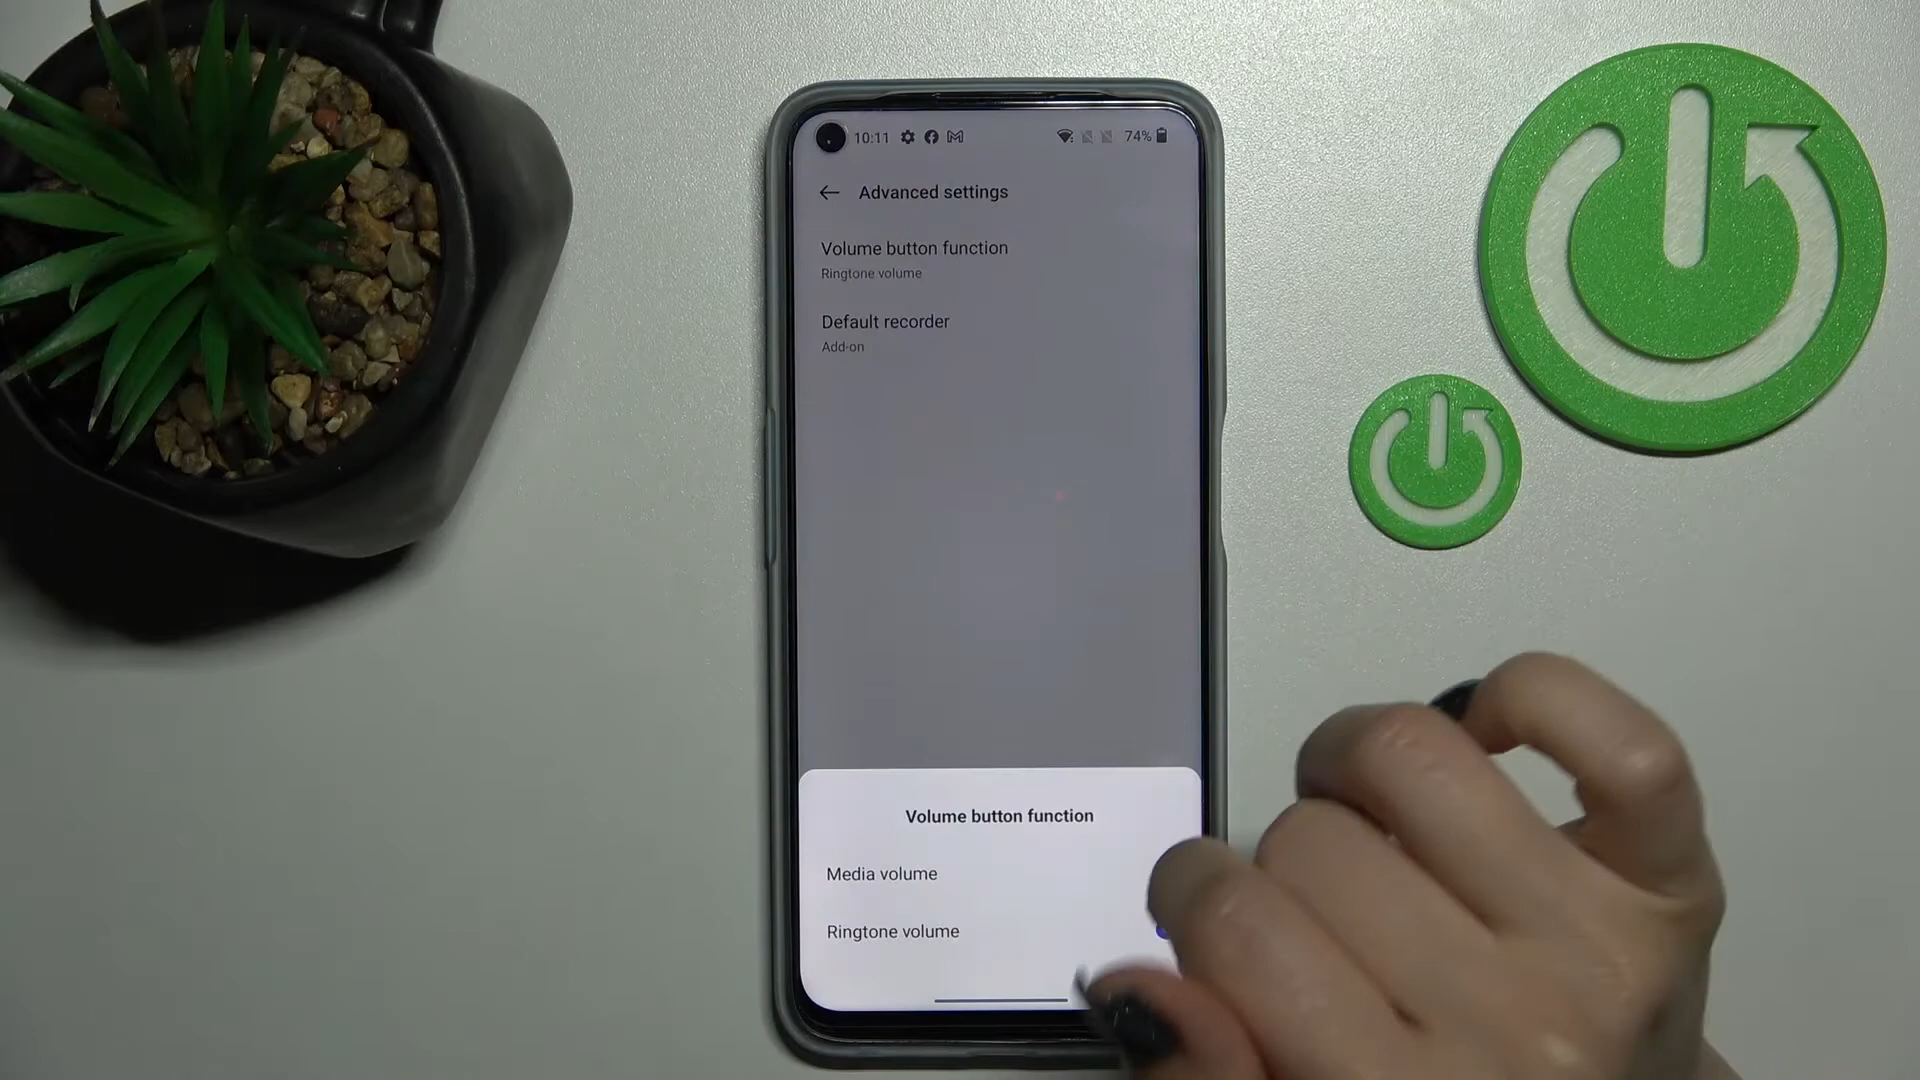 10:11
74%
Advanced settings
Volume button function
Ringtone volume
Default recorder
Add-on
Volume button function
Media volume
Ringtone volume